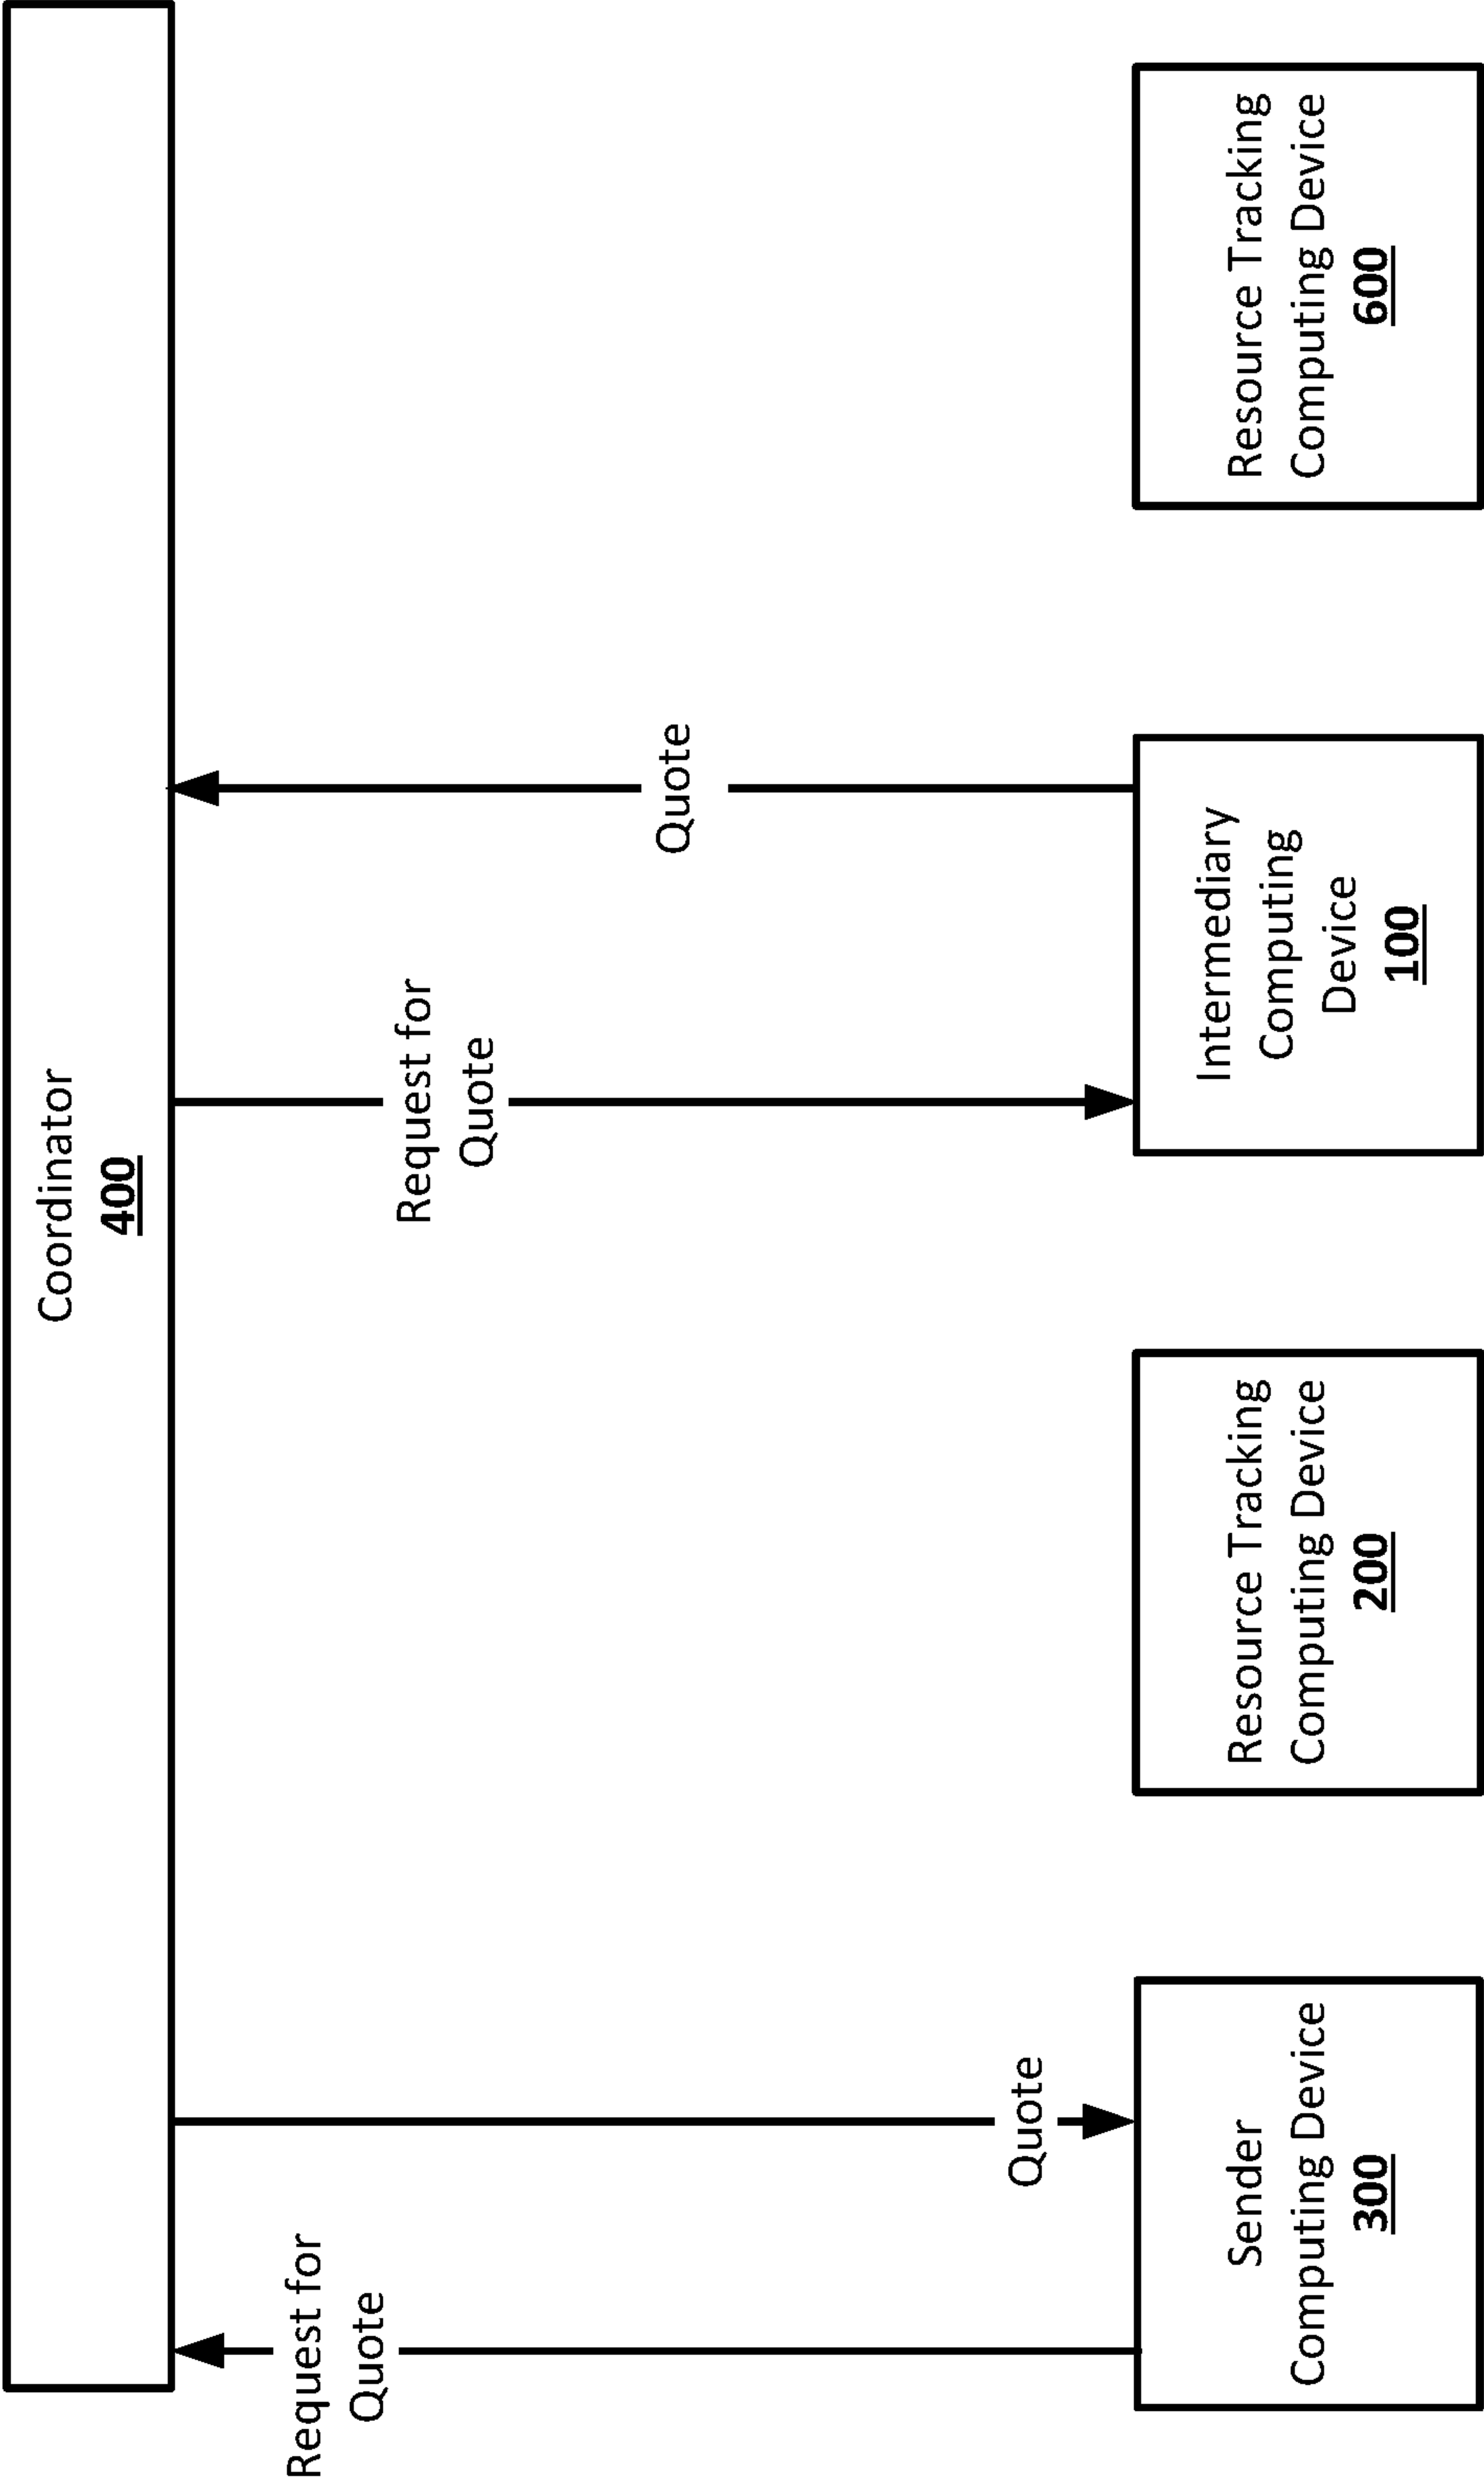 Coordinator
400
Request for
Quote
Quote
Request for
Quote
Quote
Sender
Computing Device
300
Resource Tracking
Computing Device
200
Intermediary
Computing
Device
100
Resource Tracking
Computing Device
600